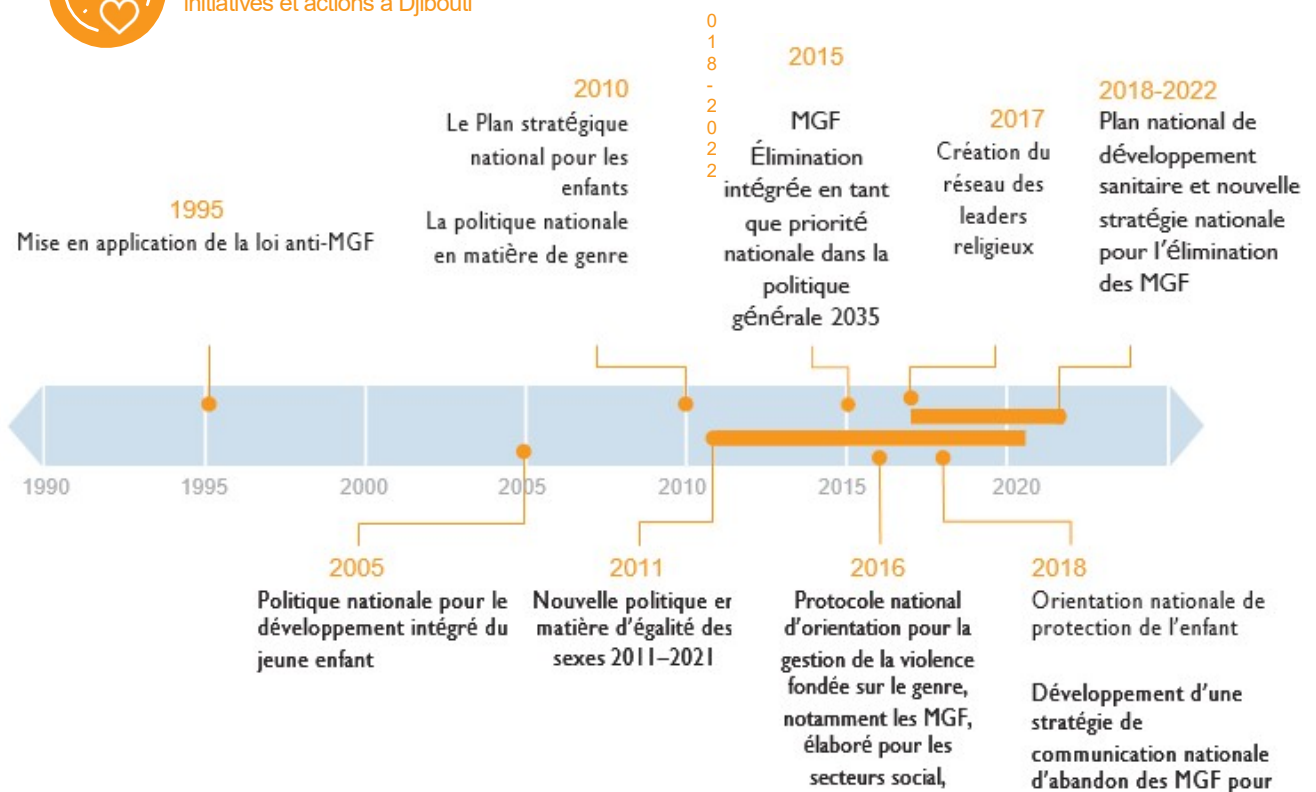 Initiatives et actions à Djibouti
0
1
8
-
2
0
2
2
1995
Mise en application de la loi anti-MGF
2010
Le Plan stratégique
national pour les
enfants
La politique nationale
en matière de genre
2015
MGF
Élimination
intégrée en tant
que priorité
nationale dans la
politique
générale 2035
2017
Création du
réseau des
leaders
religieux
2018-2022
Plan national de
développement
sanitaire et nouvelle
stratégie nationale
pour l'élimination
des MGF
1990 1995 2000 2005 2010 2015 2020
2005
Politique nationale pour le
développement intégré du
jeune enfant
2011
Nouvelle politique er
matière d'égalité des
sexes 2011–2021
2016
Protocole national
d'orientation pour la
gestion de la violence
fondée sur le genre,
notamment les MGF,
élaboré pour les
secteurs social,
2018
Orientation nationale de
protection de l'enfant
Développement d'une
stratégie de
communication nationale
d'abandon des MGF pour